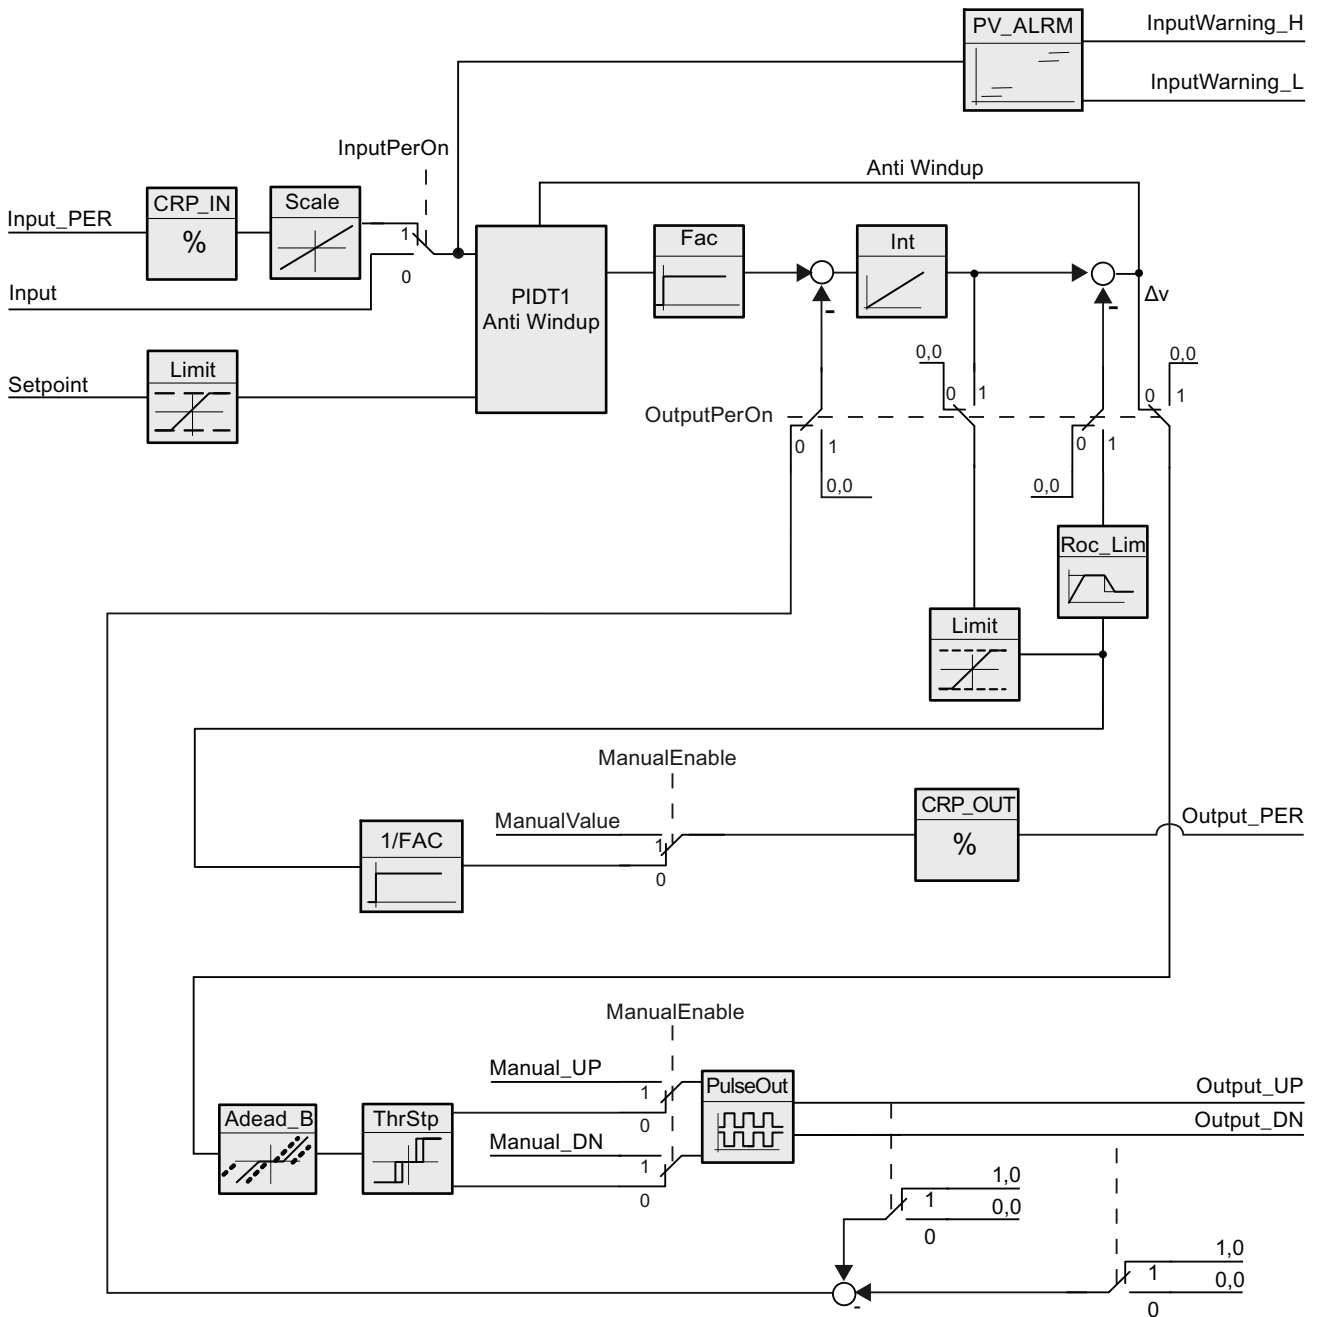 PV_ALRM
InputWarning_H
InputWarning_L
InputPerOn
Anti Windup
Input_PER
CRP_IN
%
Scale
1
0
Input
PIDT1
Anti Windup
Fac
-
Int
-
Δv
Setpoint
Limit
OutputPerOn
0
1
0,0
0,0
0
1
0
1
0,0
0,0
0
1
Roc_Lim
Limit
ManualEnable
ManualValue
1/FAC
1
0
CRP_OUT
%
Output_PER
ManualEnable
Manual_UP
1
0
Manual_DN
1
0
Adead_B
ThrStp
PulseOut
Output_UP
Output_DN
1,0
1
0,0
0
1,0
1
0,0
0
-